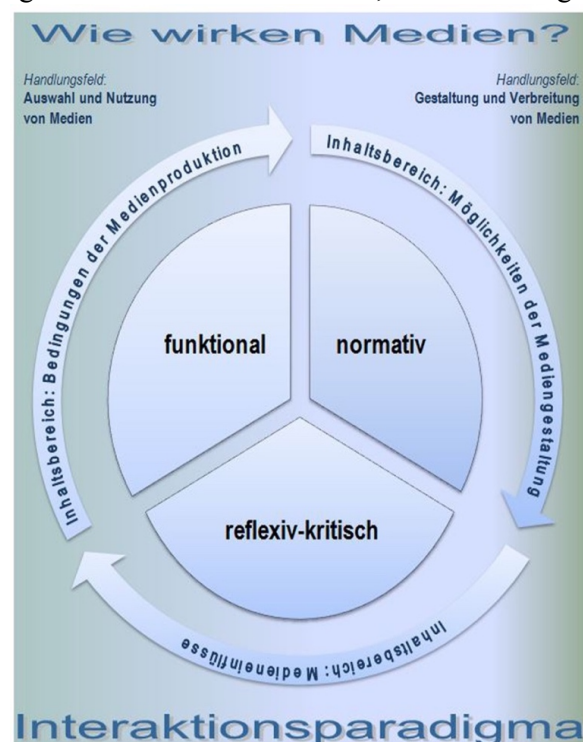 Wie wirken Medien?
Handlungsfeld:
Auswahl und Nutzung
von Medien
Handlungsfeld:
Gestaltung und Verbreitung
von Medien
Inhaltsbereich: Bedingungen der Medienproduktion
Inhaltsbereich: Möglichkeiten der Mediengestaltung
funktional
normativ
reflexiv-kritisch
Inhaltsbereich: Medieneinflüsse
Interaktionsparadigma